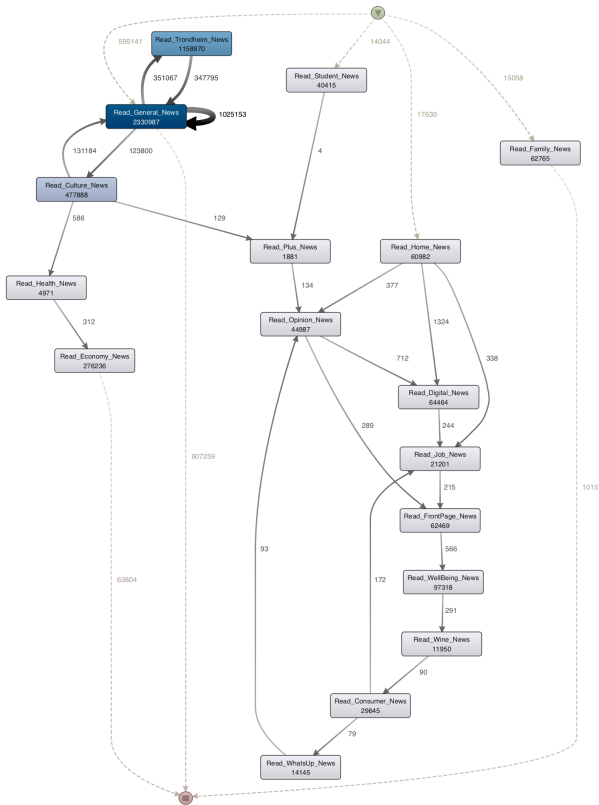 595141
14044
15058
17630
Read_Trondheim_News
1158970
351067
347795
Read_Student_News
40415
Read_General_News
2330987
1025153
131184
123800
4
Read_Family_News
62765
Read_Culture_News
477888
586
129
Read_Plus_News
1881
Read_Home_News
60982
Read_Health_News
4971
134
377
312
Read_Opinion_News
44987
1324
338
Read_Economy_News
276236
712
Read_Digital_News
64464
289
244
Read_Job_News
21201
607259
215
1015
Read_FrontPage_News
62469
93
566
63804
172
Read_WellBeing_News
97318
291
Read_Wine_News
11950
90
Read_Consumer_News
29645
79
Read_WhatsUp_News
14145